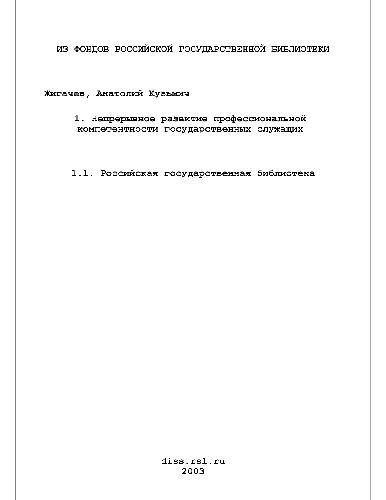 ИЗ ФОНДОВ РОССИЙСКОЙ ГОСУДАРСТВЕННОЙ БИБЛИОТЕКИ
Жигачев, Анатолий Кузьмич
1. Непрерывное развитие профессиональной
компетентности государственных служащих
1.1. Российская государственная библиотека
diss.rsl.ru
2003